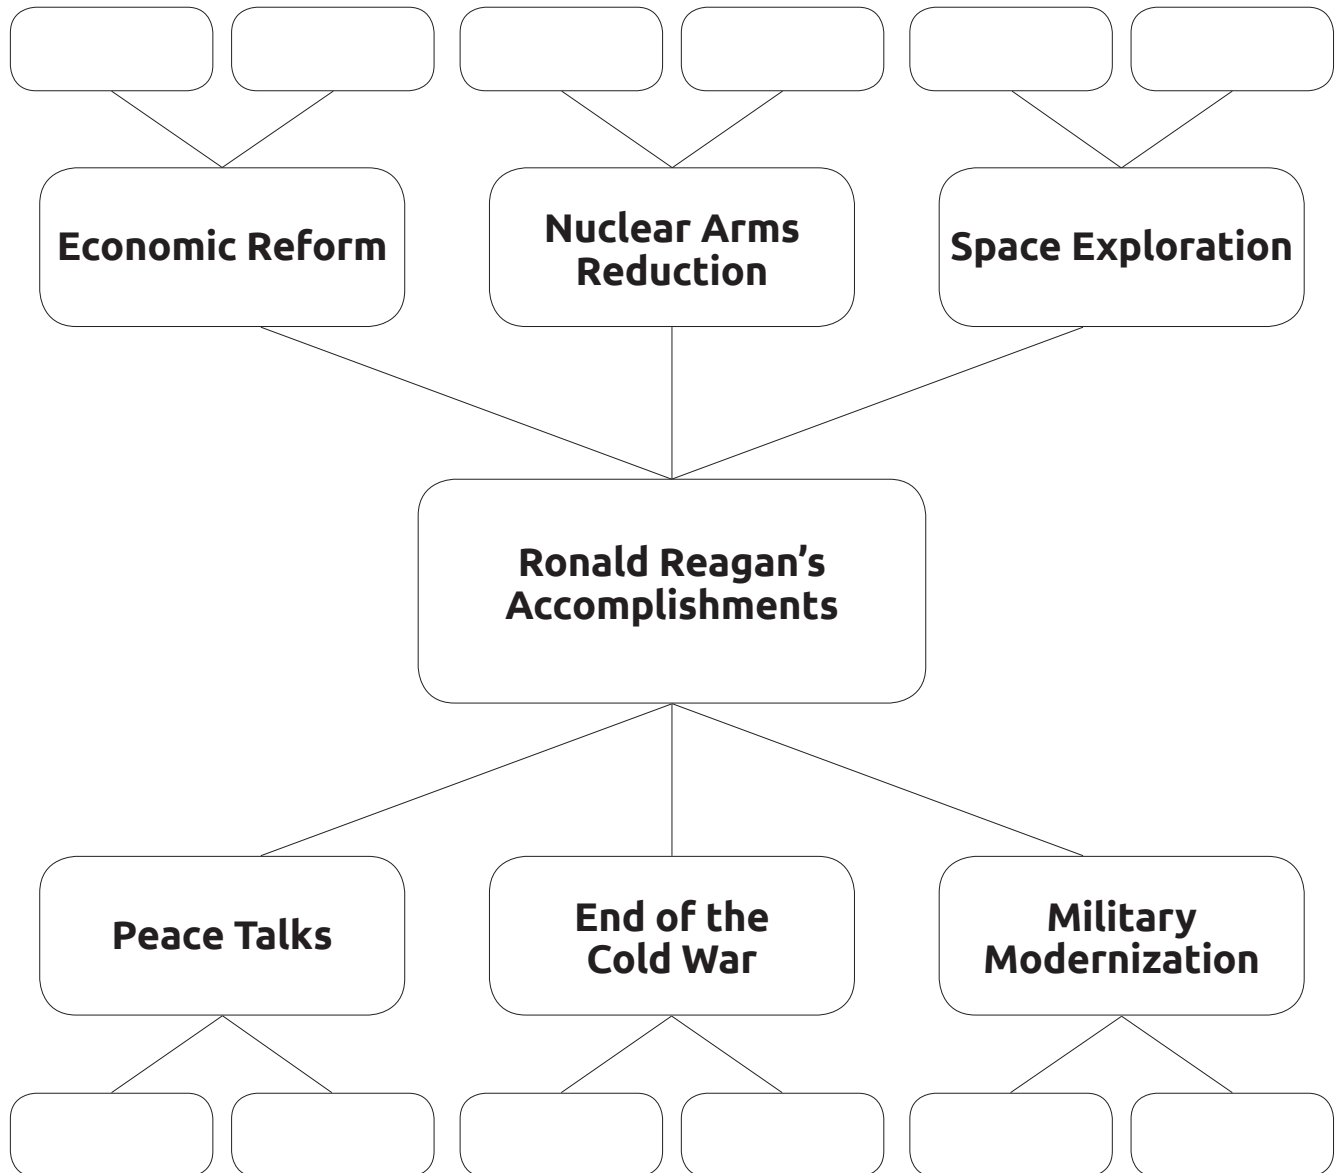 Economic Reform
Nuclear Arms
Reduction
Space Exploration
Ronald Reagan’s
Accomplishments
Peace Talks
End of the
Cold War
Military
Modernization